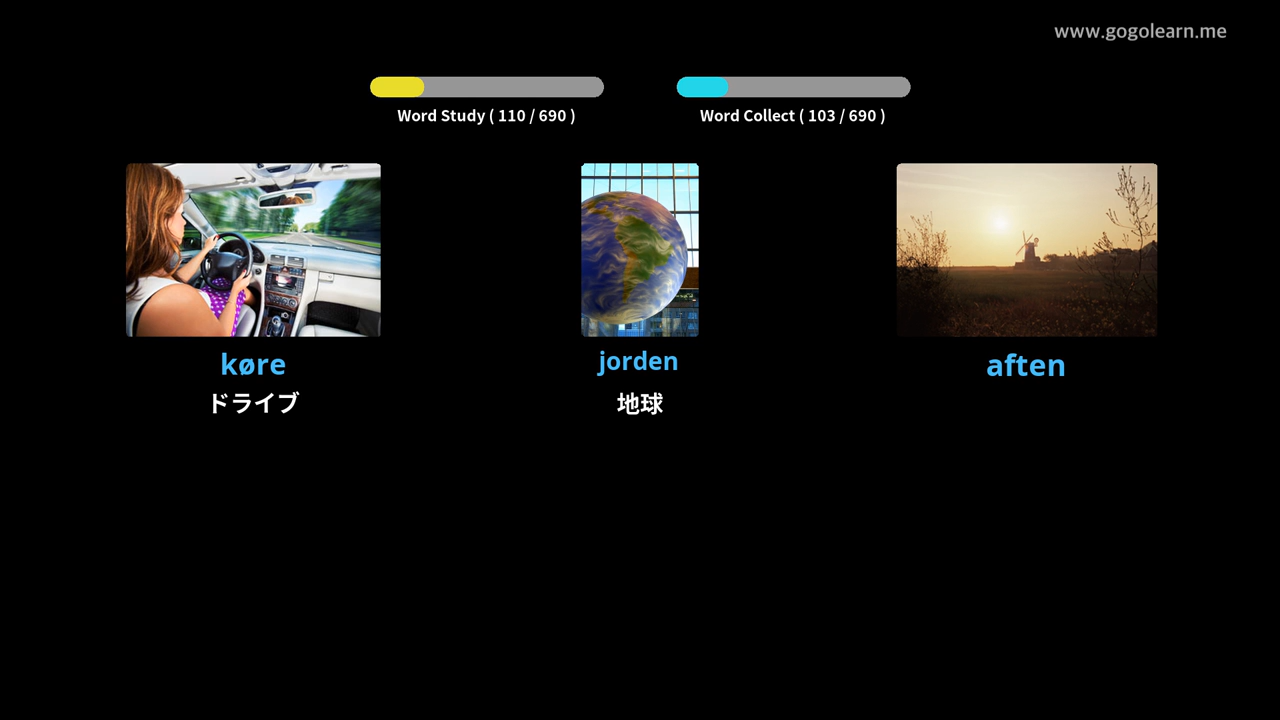 www.gogolearn.me
Word Study ( 110 / 690 )
Word Collect ( 103 / 690 )
køre
jorden
aften
ドライブ
地球